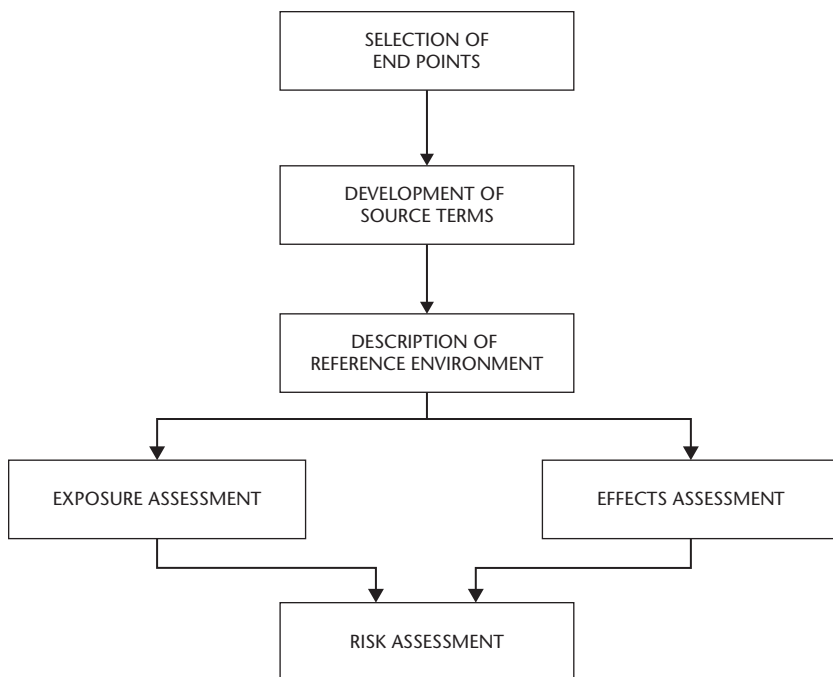 SELECTION OF
END POINTS
DEVELOPMENT OF
SOURCE TERMS
DESCRIPTION OF
REFERENCE ENVIRONMENT
EXPOSURE ASSESSMENT
EFFECTS ASSESSMENT
RISK ASSESSMENT